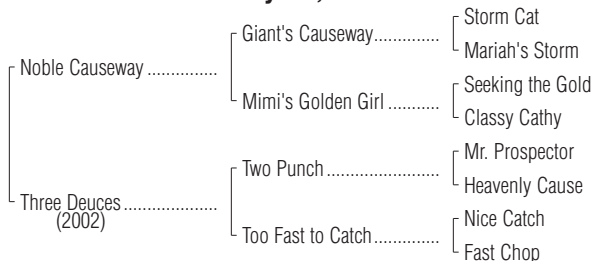 Storm Cat
Giant's Causeway
Mariah's Storm
Noble Causeway
Seeking the Gold
Mimi's Golden Girl
Classy Cathy
Mr. Prospector
Two Punch
Heavenly Cause
Three Deuces
(2002)
Nice Catch
Too Fast to Catch
Fast Chop